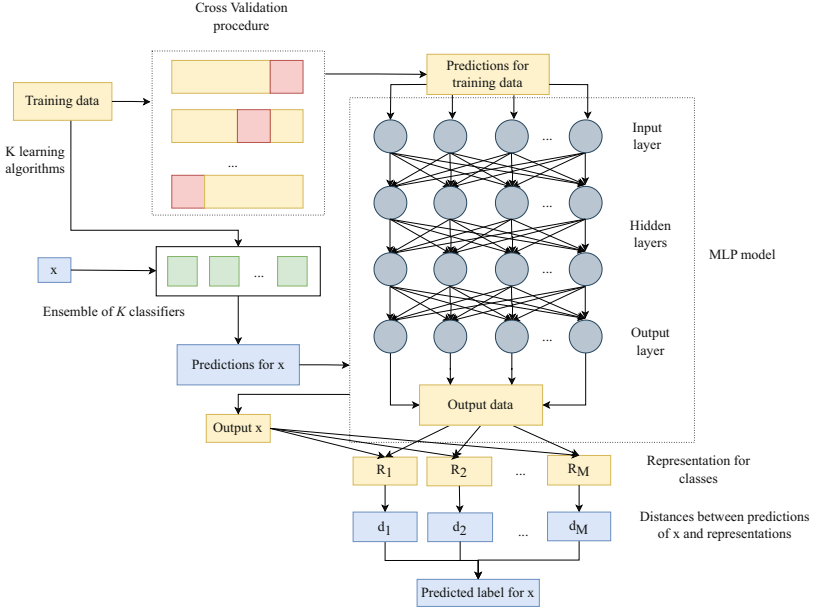 Cross Validation
procedure
Predictions for
training data
Training data
K learning
algorithms
...
...
Input
layer
...
Hidden
layers
MLP model
x
...
...
Ensemble of K classifiers
...
Output
layer
Predictions for x
Output data
Output x
R1
R2
...
RM
Representation for
classes
d1
d2
...
dM
Distances between predictions
of x and representations
Predicted label for x